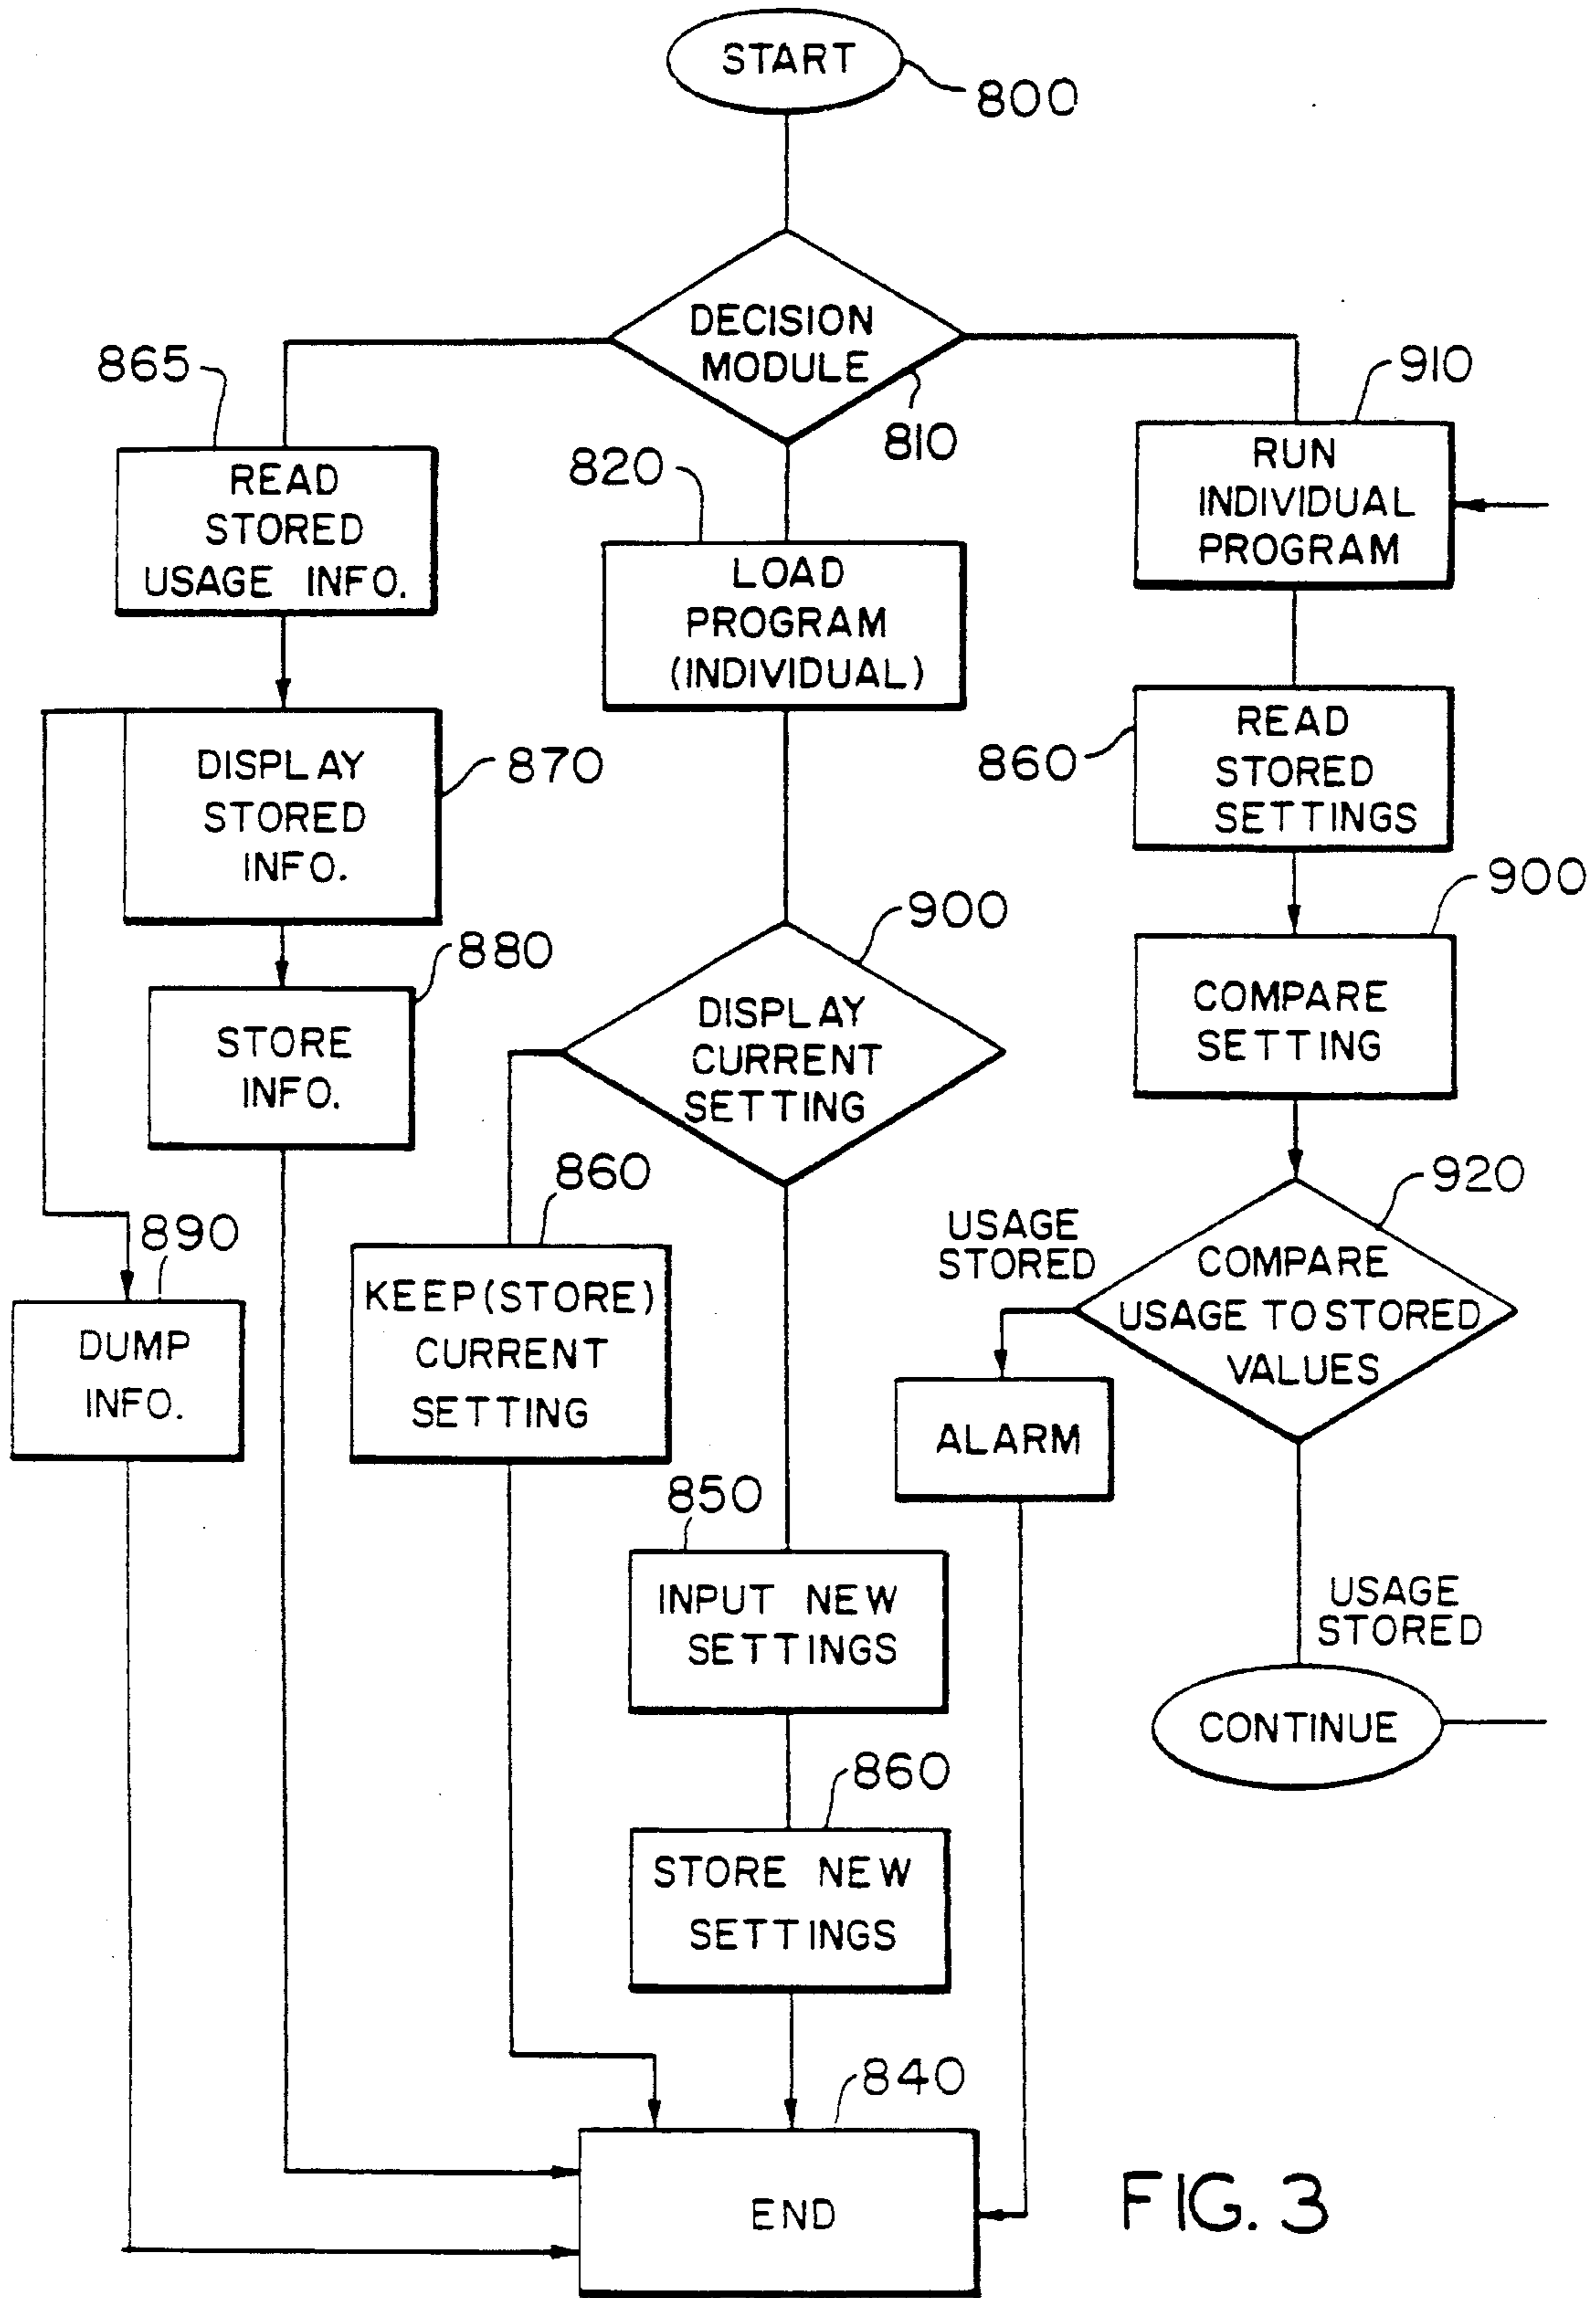 START
800
DECISION
MODULE
810
865
READ
STORED
USAGE INFO.
820
LOAD
PROGRAM
(INDIVIDUAL)
910
RUN
INDIVIDUAL
PROGRAM
DISPLAY
STORED
INFO.
870
860
READ
STORED
SETTINGS
880
STORE
INFO.
900
DISPLAY
CURRENT
SETTING
900
COMPARE
SETTING
890
DUMP
INFO.
860
KEEP(STORE)
CURRENT
SETTING
920
COMPARE
USAGE TO STORED
VALUES
USAGE
STORED
ALARM
850
INPUT NEW
SETTINGS
USAGE
STORED
CONTINUE
860
STORE NEW
SETTINGS
840
END
FIG. 3